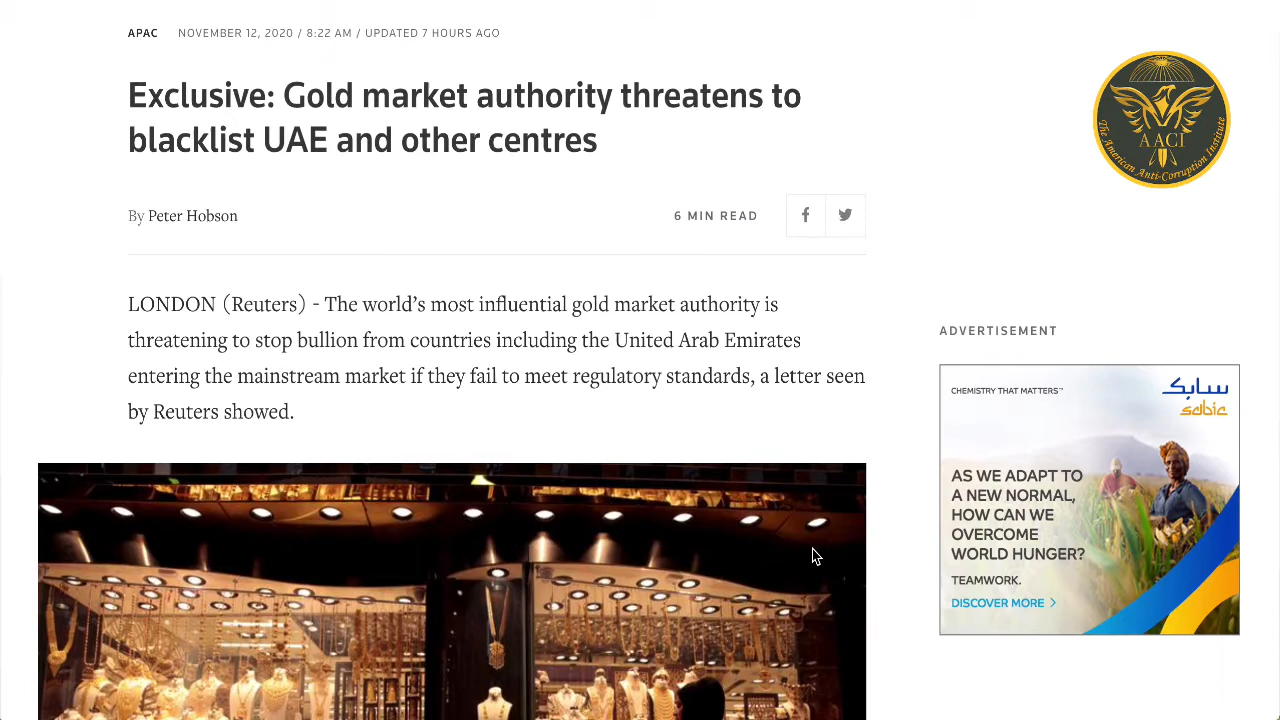 APAC NOVEMBER 12, 2020 / 8:22 AM / UPDATED 7 HOURS AGO
Exclusive: Gold market authority threatens to
blacklist UAE and other centres
By Peter Hobson
6 MIN READ
LONDON (Reuters) - The world’s most influential gold market authority is
threatening to stop bullion from countries including the United Arab Emirates
entering the mainstream market if they fail to meet regulatory standards, a letter seen
by Reuters showed.
AACI
The American Anti-Corruption Institute
ADVERTISEMENT
CHEMISTRY THAT MATTERS™
سابك
sabic
AS WE ADAPT TO
A NEW NORMAL,
HOW CAN WE
OVERCOME
WORLD HUNGER?
TEAMWORK.
DISCOVER MORE >